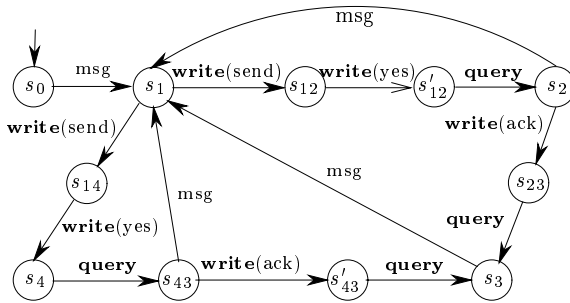 msg
msg
write(send)
write(yes)
query
s0
s1
s12
s′12
s2
write(send)
write(ack)
msg
s14
msg
s23
write(yes)
query
query
write(ack)
query
s4
s43
s′43
s3